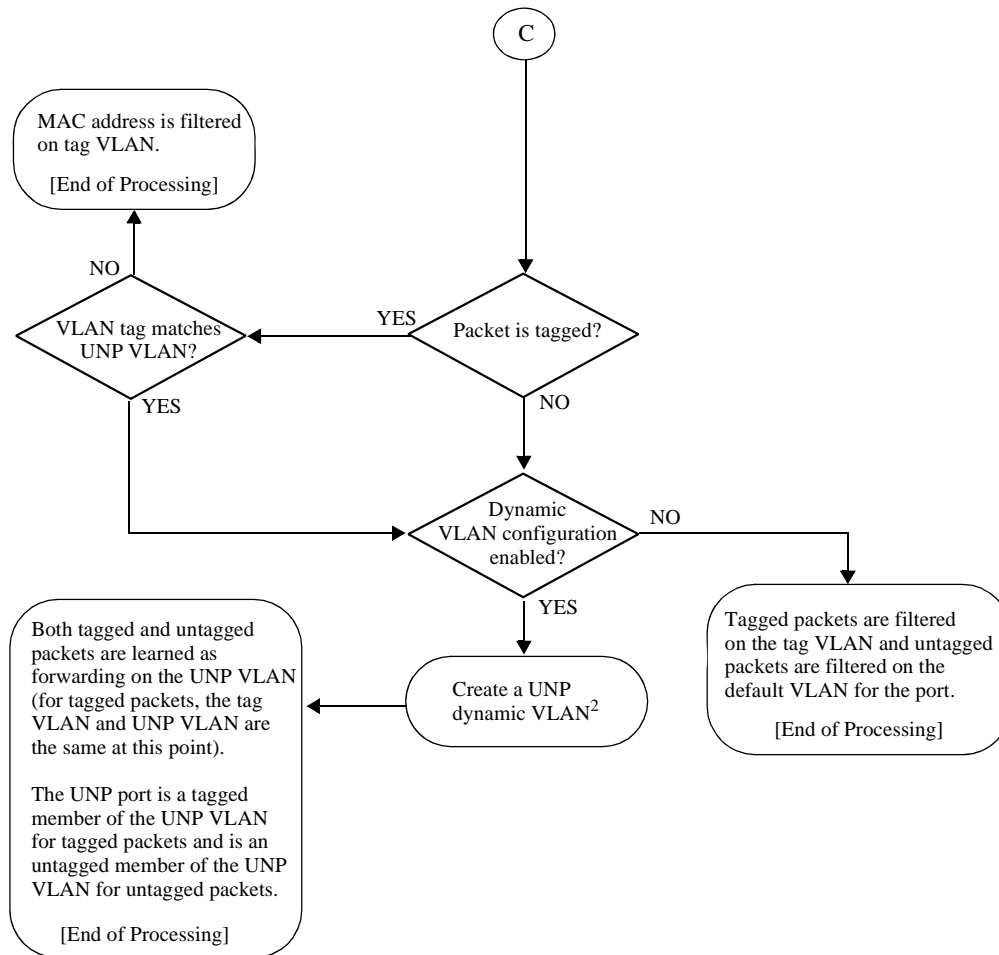 C
MAC address is filtered
on tag VLAN.
[End of Processing]
NO
VLAN tag matches
UNP VLAN?
YES
YES
Packet is tagged?
NO
Dynamic
VLAN configuration
enabled?
NO
YES
Tagged packets are filtered
on the tag VLAN and untagged
packets are filtered on the
default VLAN for the port.
[End of Processing]
Create a UNP
dynamic VLAN2
Both tagged and untagged
packets are learned as
forwarding on the UNP VLAN
(for tagged packets, the tag
VLAN and UNP VLAN are
the same at this point).
The UNP port is a tagged
member of the UNP VLAN
for tagged packets and is an
untagged member of the UNP
VLAN for untagged packets.
[End of Processing]